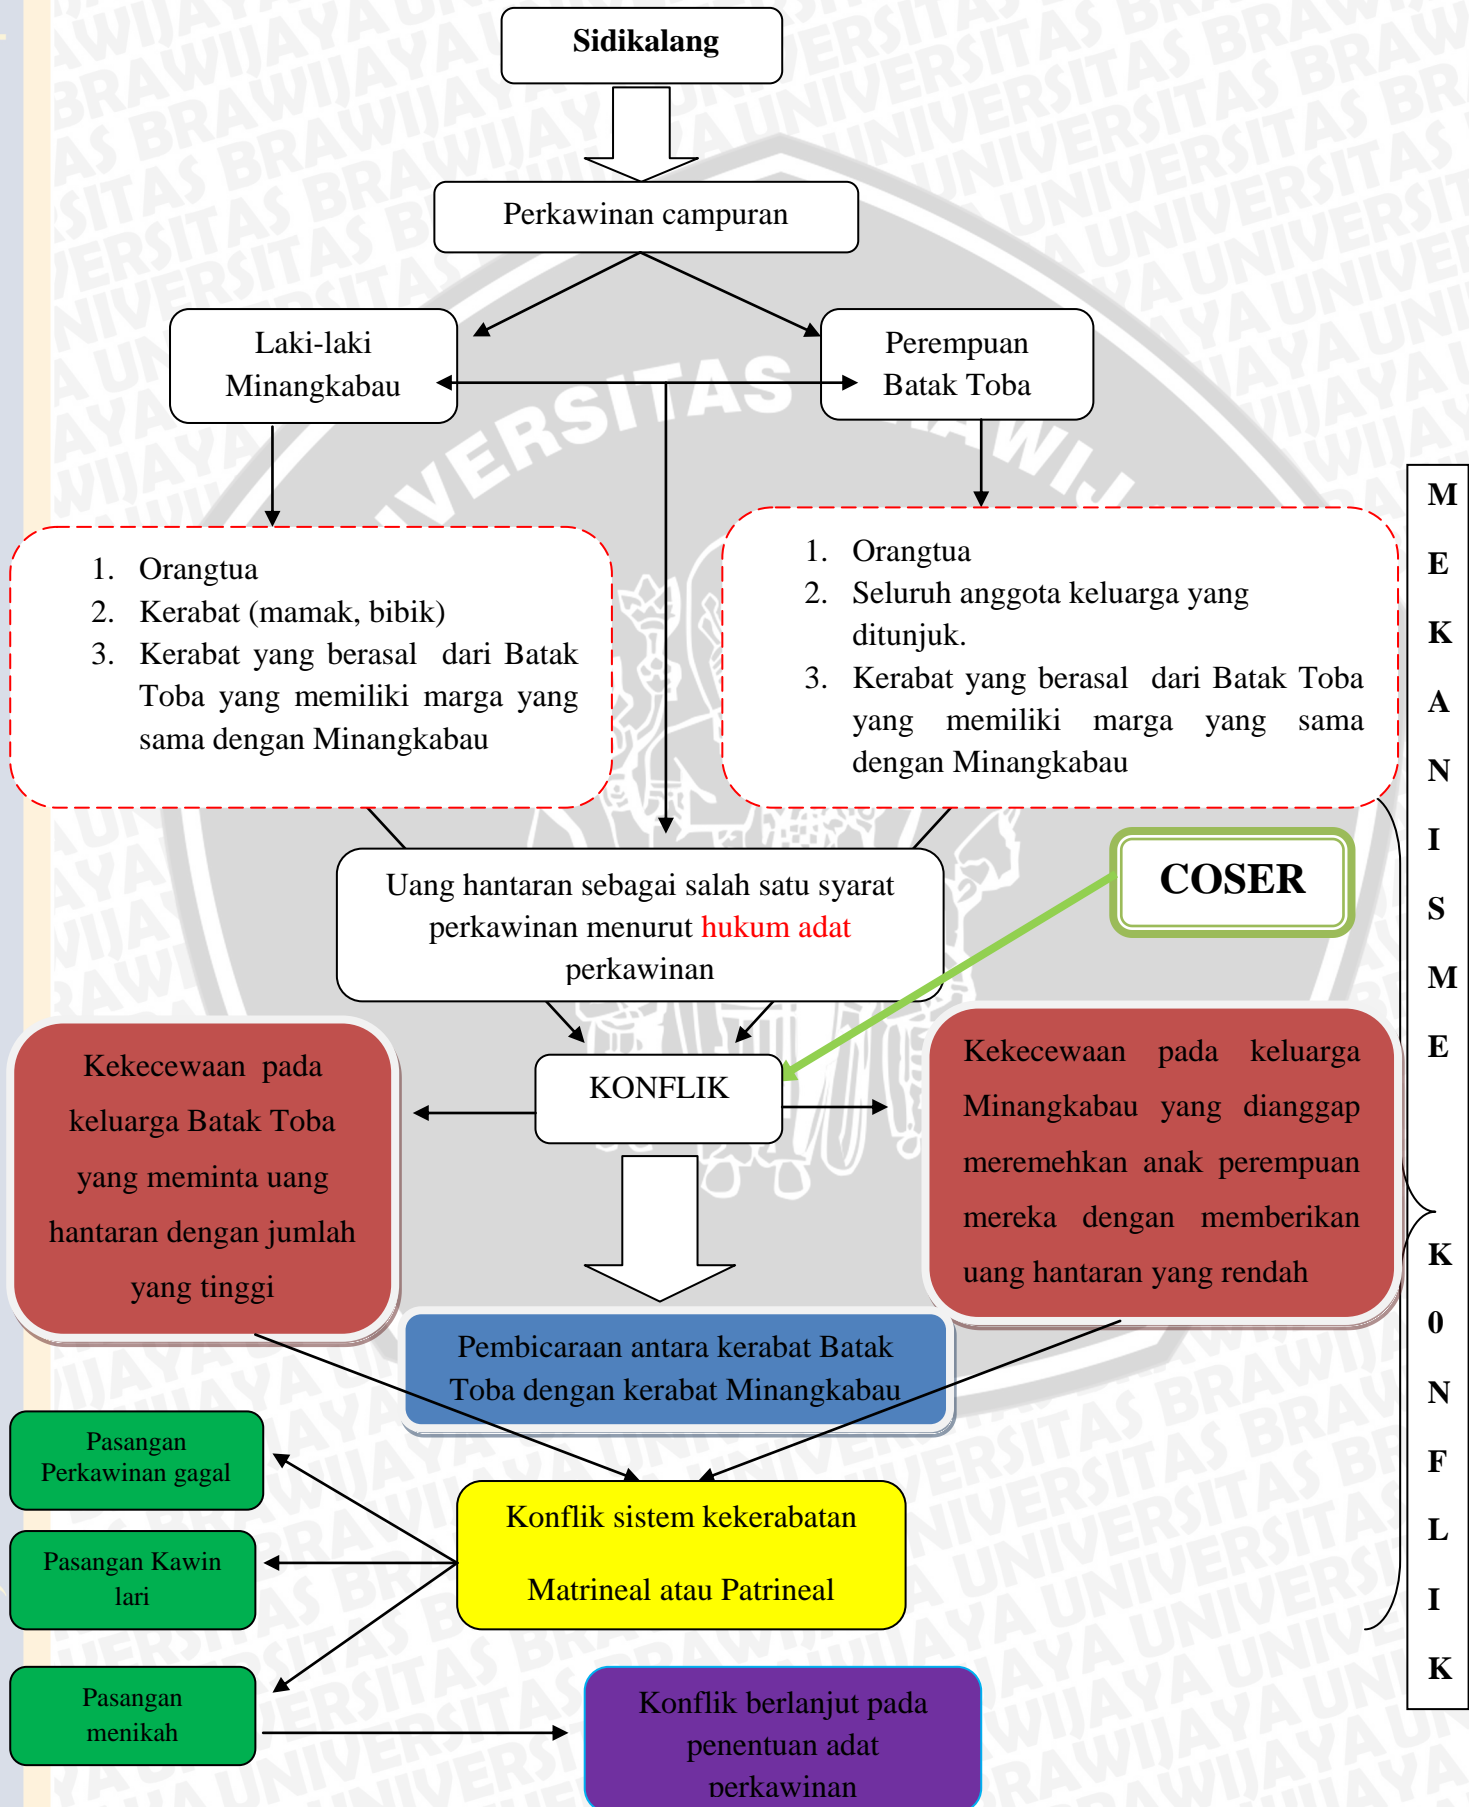 Sidikalang
Perkawinan campuran
Laki-laki
Minangkabau
Perempuan
Batak Toba
1. Orangtua
2. Kerabat (mamak, bibik)
3. Kerabat yang berasal dari Batak
Toba yang memiliki marga yang
sama dengan Minangkabau
1. Orangtua
2. Seluruh anggota keluarga yang
ditunjuk.
3. Kerabat yang berasal dari Batak Toba
yang memiliki marga yang sama
dengan Minangkabau
Uang hantaran sebagai salah satu syarat
perkawinan menurut hukum adat
perkawinan
COSER
KONFLIK
Kekecewaan pada
keluarga Batak Toba
yang meminta uang
hantaran dengan jumlah
yang tinggi
Kekecewaan pada keluarga
Minangkabau yang dianggap
meremehkan anak perempuan
mereka dengan memberikan
uang hantaran yang rendah
Pembicaraan antara kerabat Batak
Toba dengan kerabat Minangkabau
Konflik sistem kekerabatan
Matrineal atau Patrineal
Pasangan
Perkawinan gagal
Pasangan Kawin
lari
Pasangan
menikah
Konflik berlanjut pada
penentuan adat
perkawinan
M
E
K
A
N
I
S
M
E
K
0
N
F
L
I
K